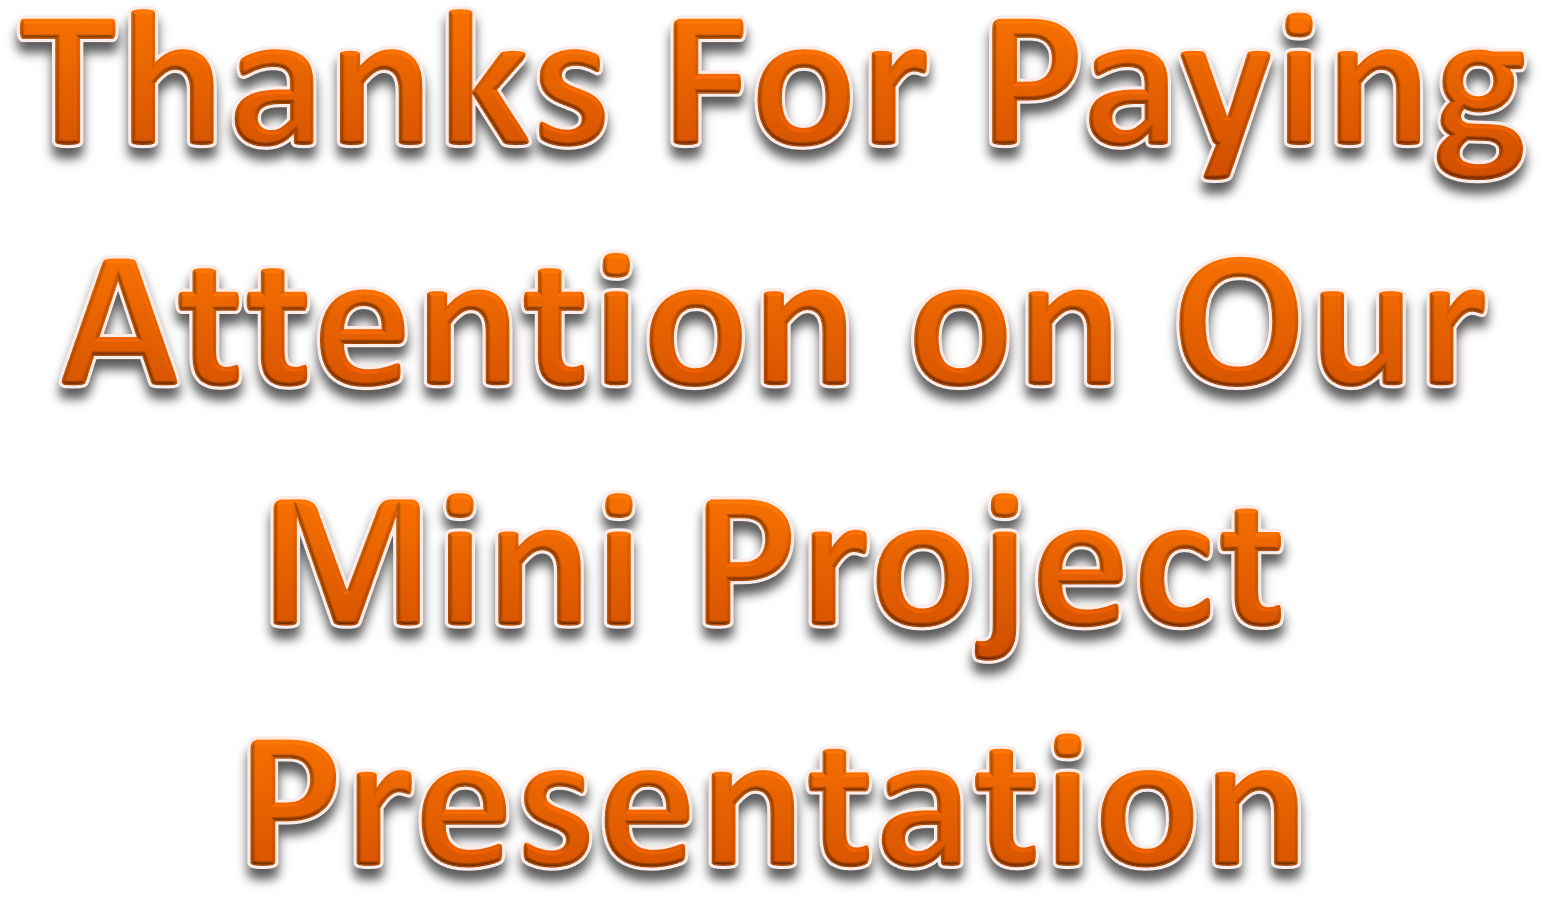 Thanks For Paying
Attention on Our
Mini Project
Presentation